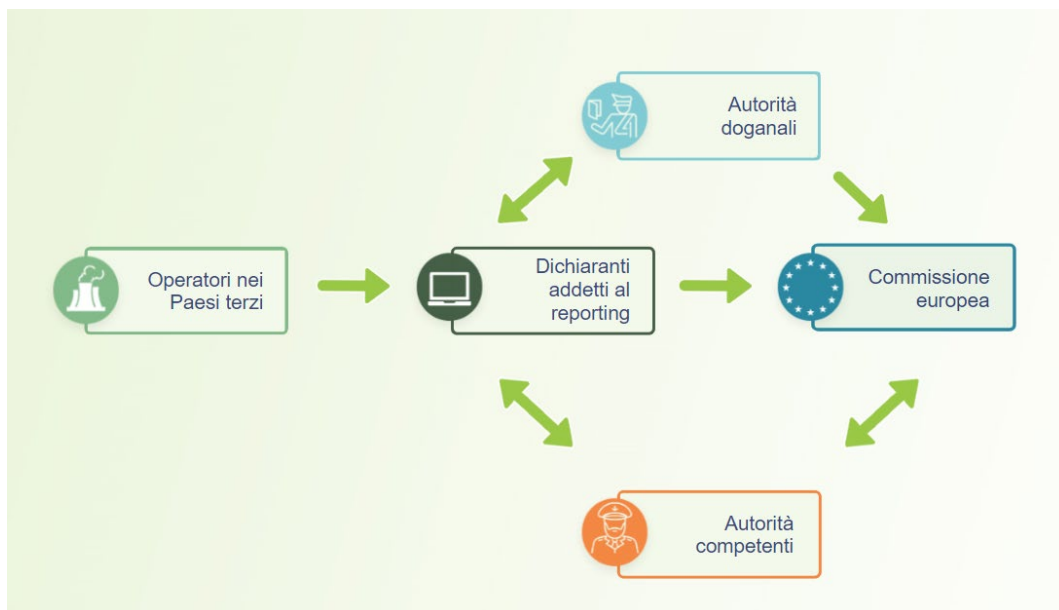 Autorità
doganali
Operatori nei
Paesi terzi
Dichiaranti
addetti al
reporting
Commissione
europea
Autorità
competenti